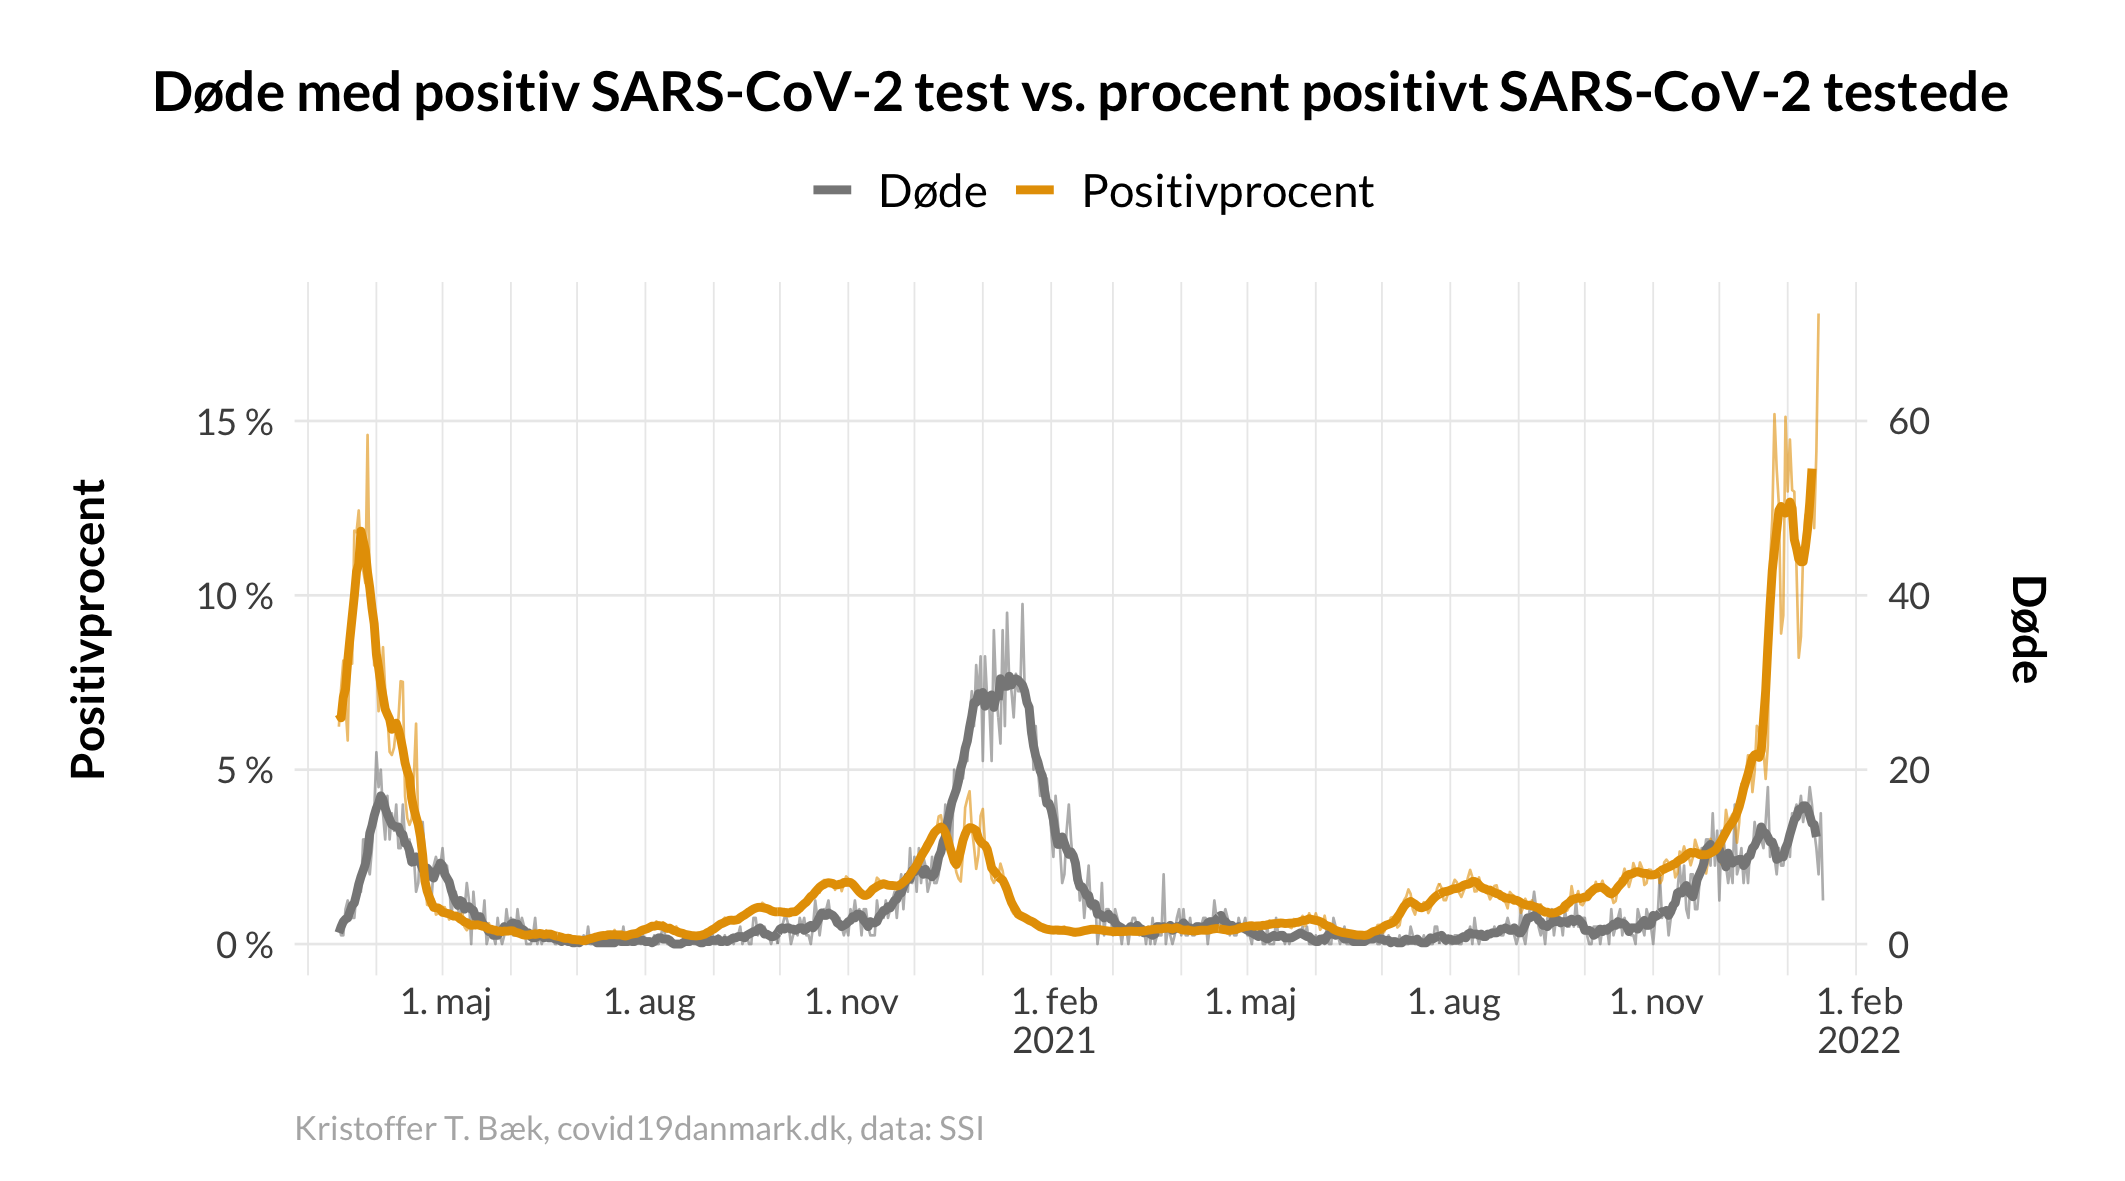 Døde med positiv SARS-CoV-2 test vs. procent positivt SARS-CoV-2 testede
Døde Positivprocent
Positivprocent
15 %
10 %
5 %
0 %
60
40
20
0
Døde
1. maj 1. aug 1. nov 1. feb 1. maj 1. aug 1. nov 1. feb
2021 2022
Kristoffer T. Bæk, covid19danmark.dk, data: SSI